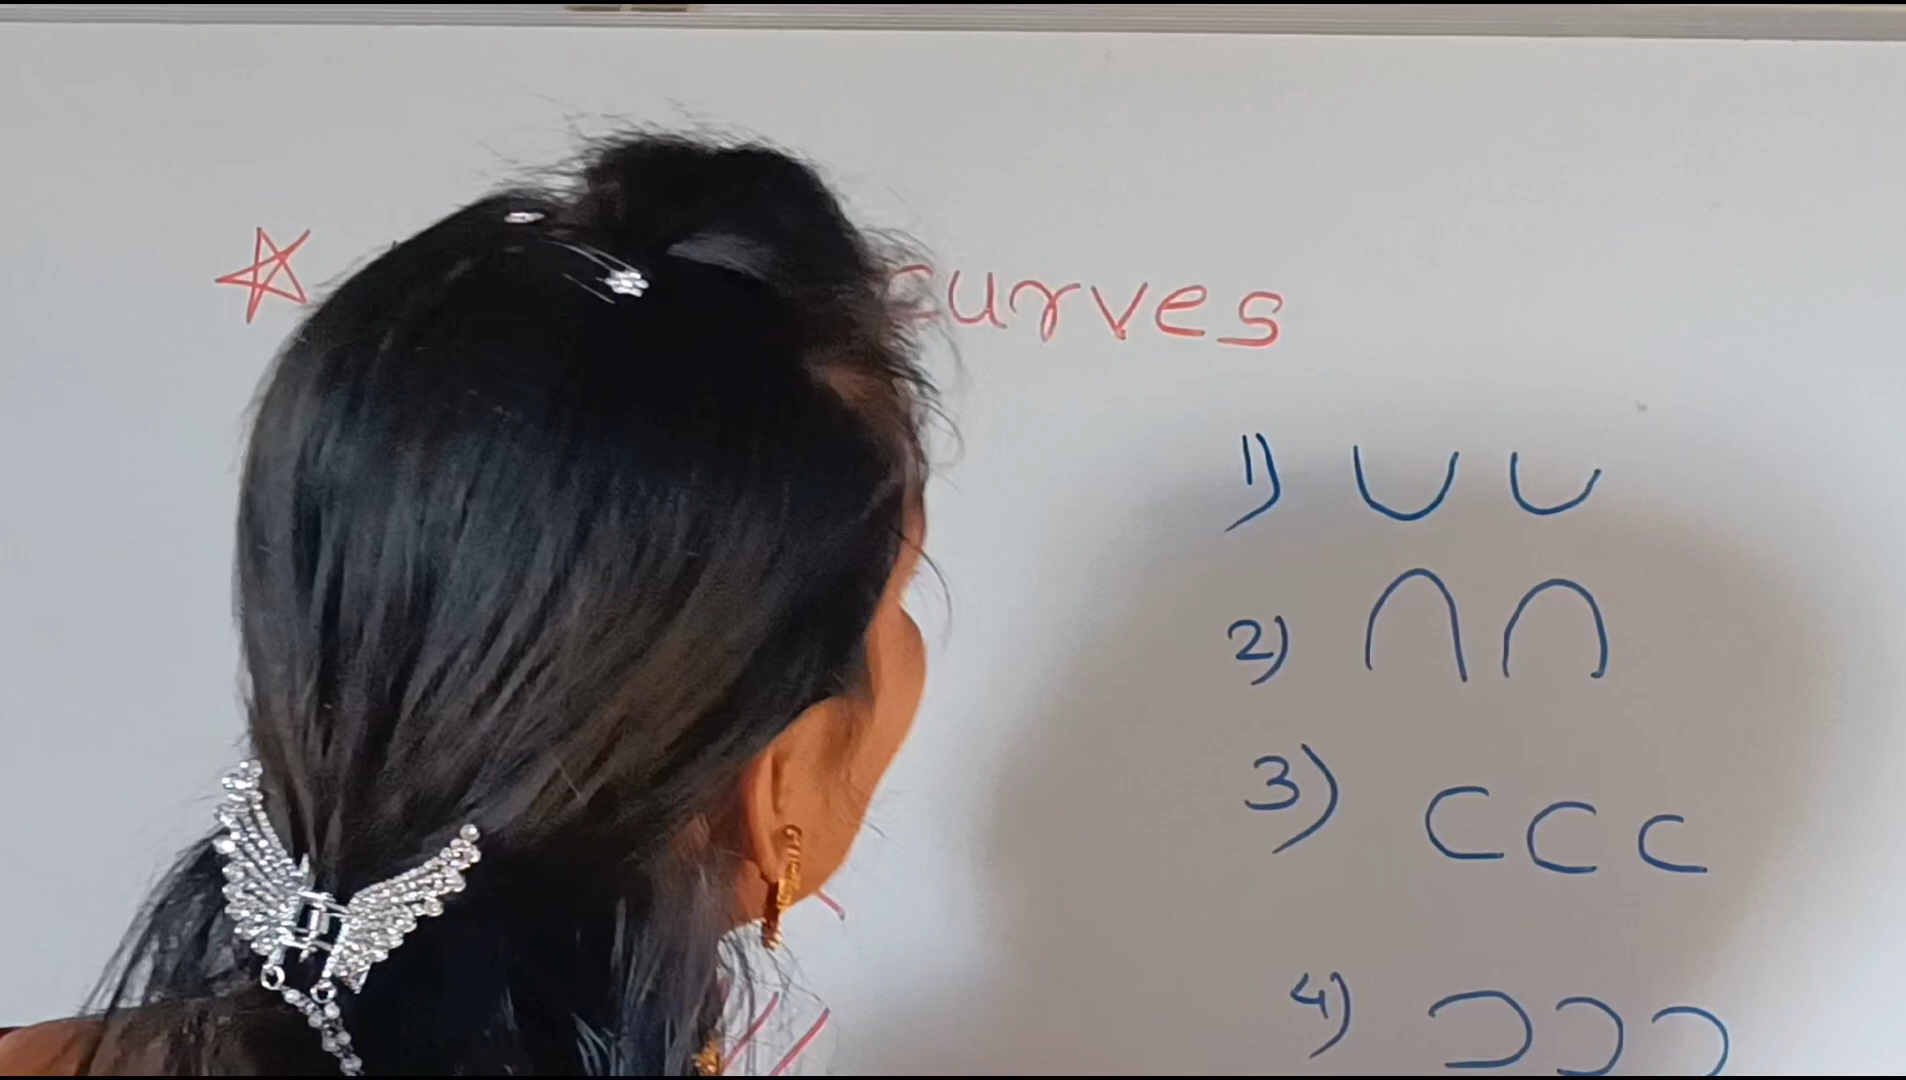 curves
1) ∪ ∪
2) ∩ ∩
3) ⊂ ⊂ ⊂
4) ⊃ ⊃ ⊃